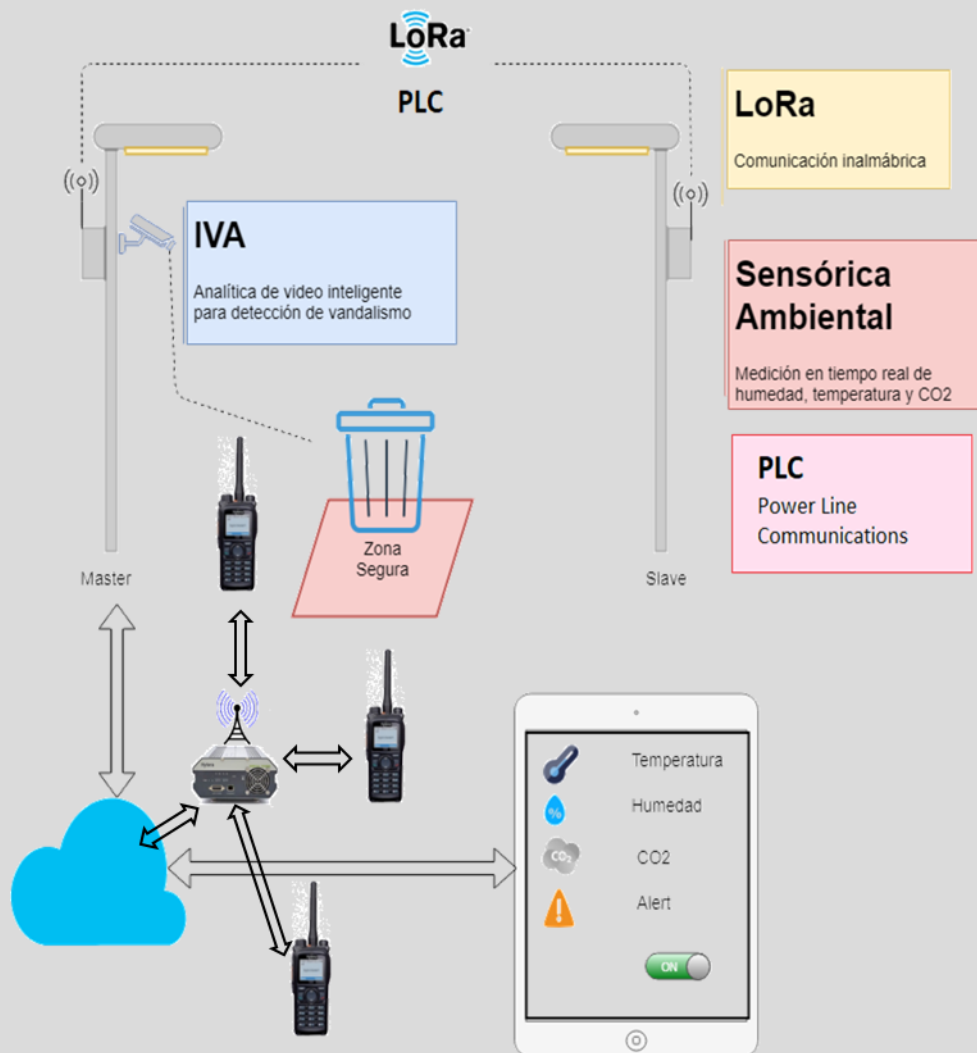 LoRa
PLC
LoRa
Comunicación inalmábrica
IVA
Analítica de video inteligente
para detección de vandalismo
Sensórica
Ambiental
Medición en tiempo real de
humedad, temperatura y CO2
PLC
Power Line
Communications
Zona
Segura
Master
Slave
Temperatura
%
Humedad
CO₂
CO2
Alert
ON